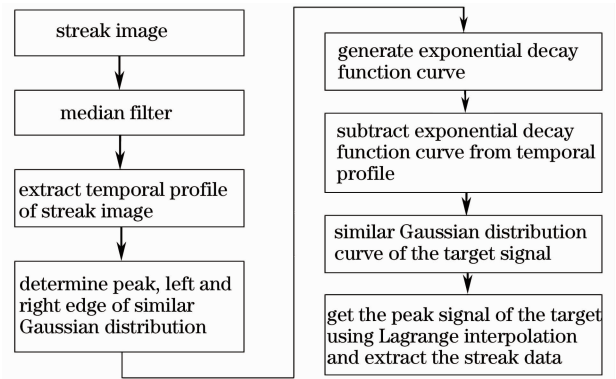 streak image
median filter
extract temporal profile
of streak image
determine peak, left and
right edge of similar
Gaussian distribution
generate exponential decay
function curve
subtract exponential decay
function curve from temporal
profile
similar Gaussian distribution
curve of the target signal
get the peak signal of the target
using Lagrange interpolation
and extract the streak data